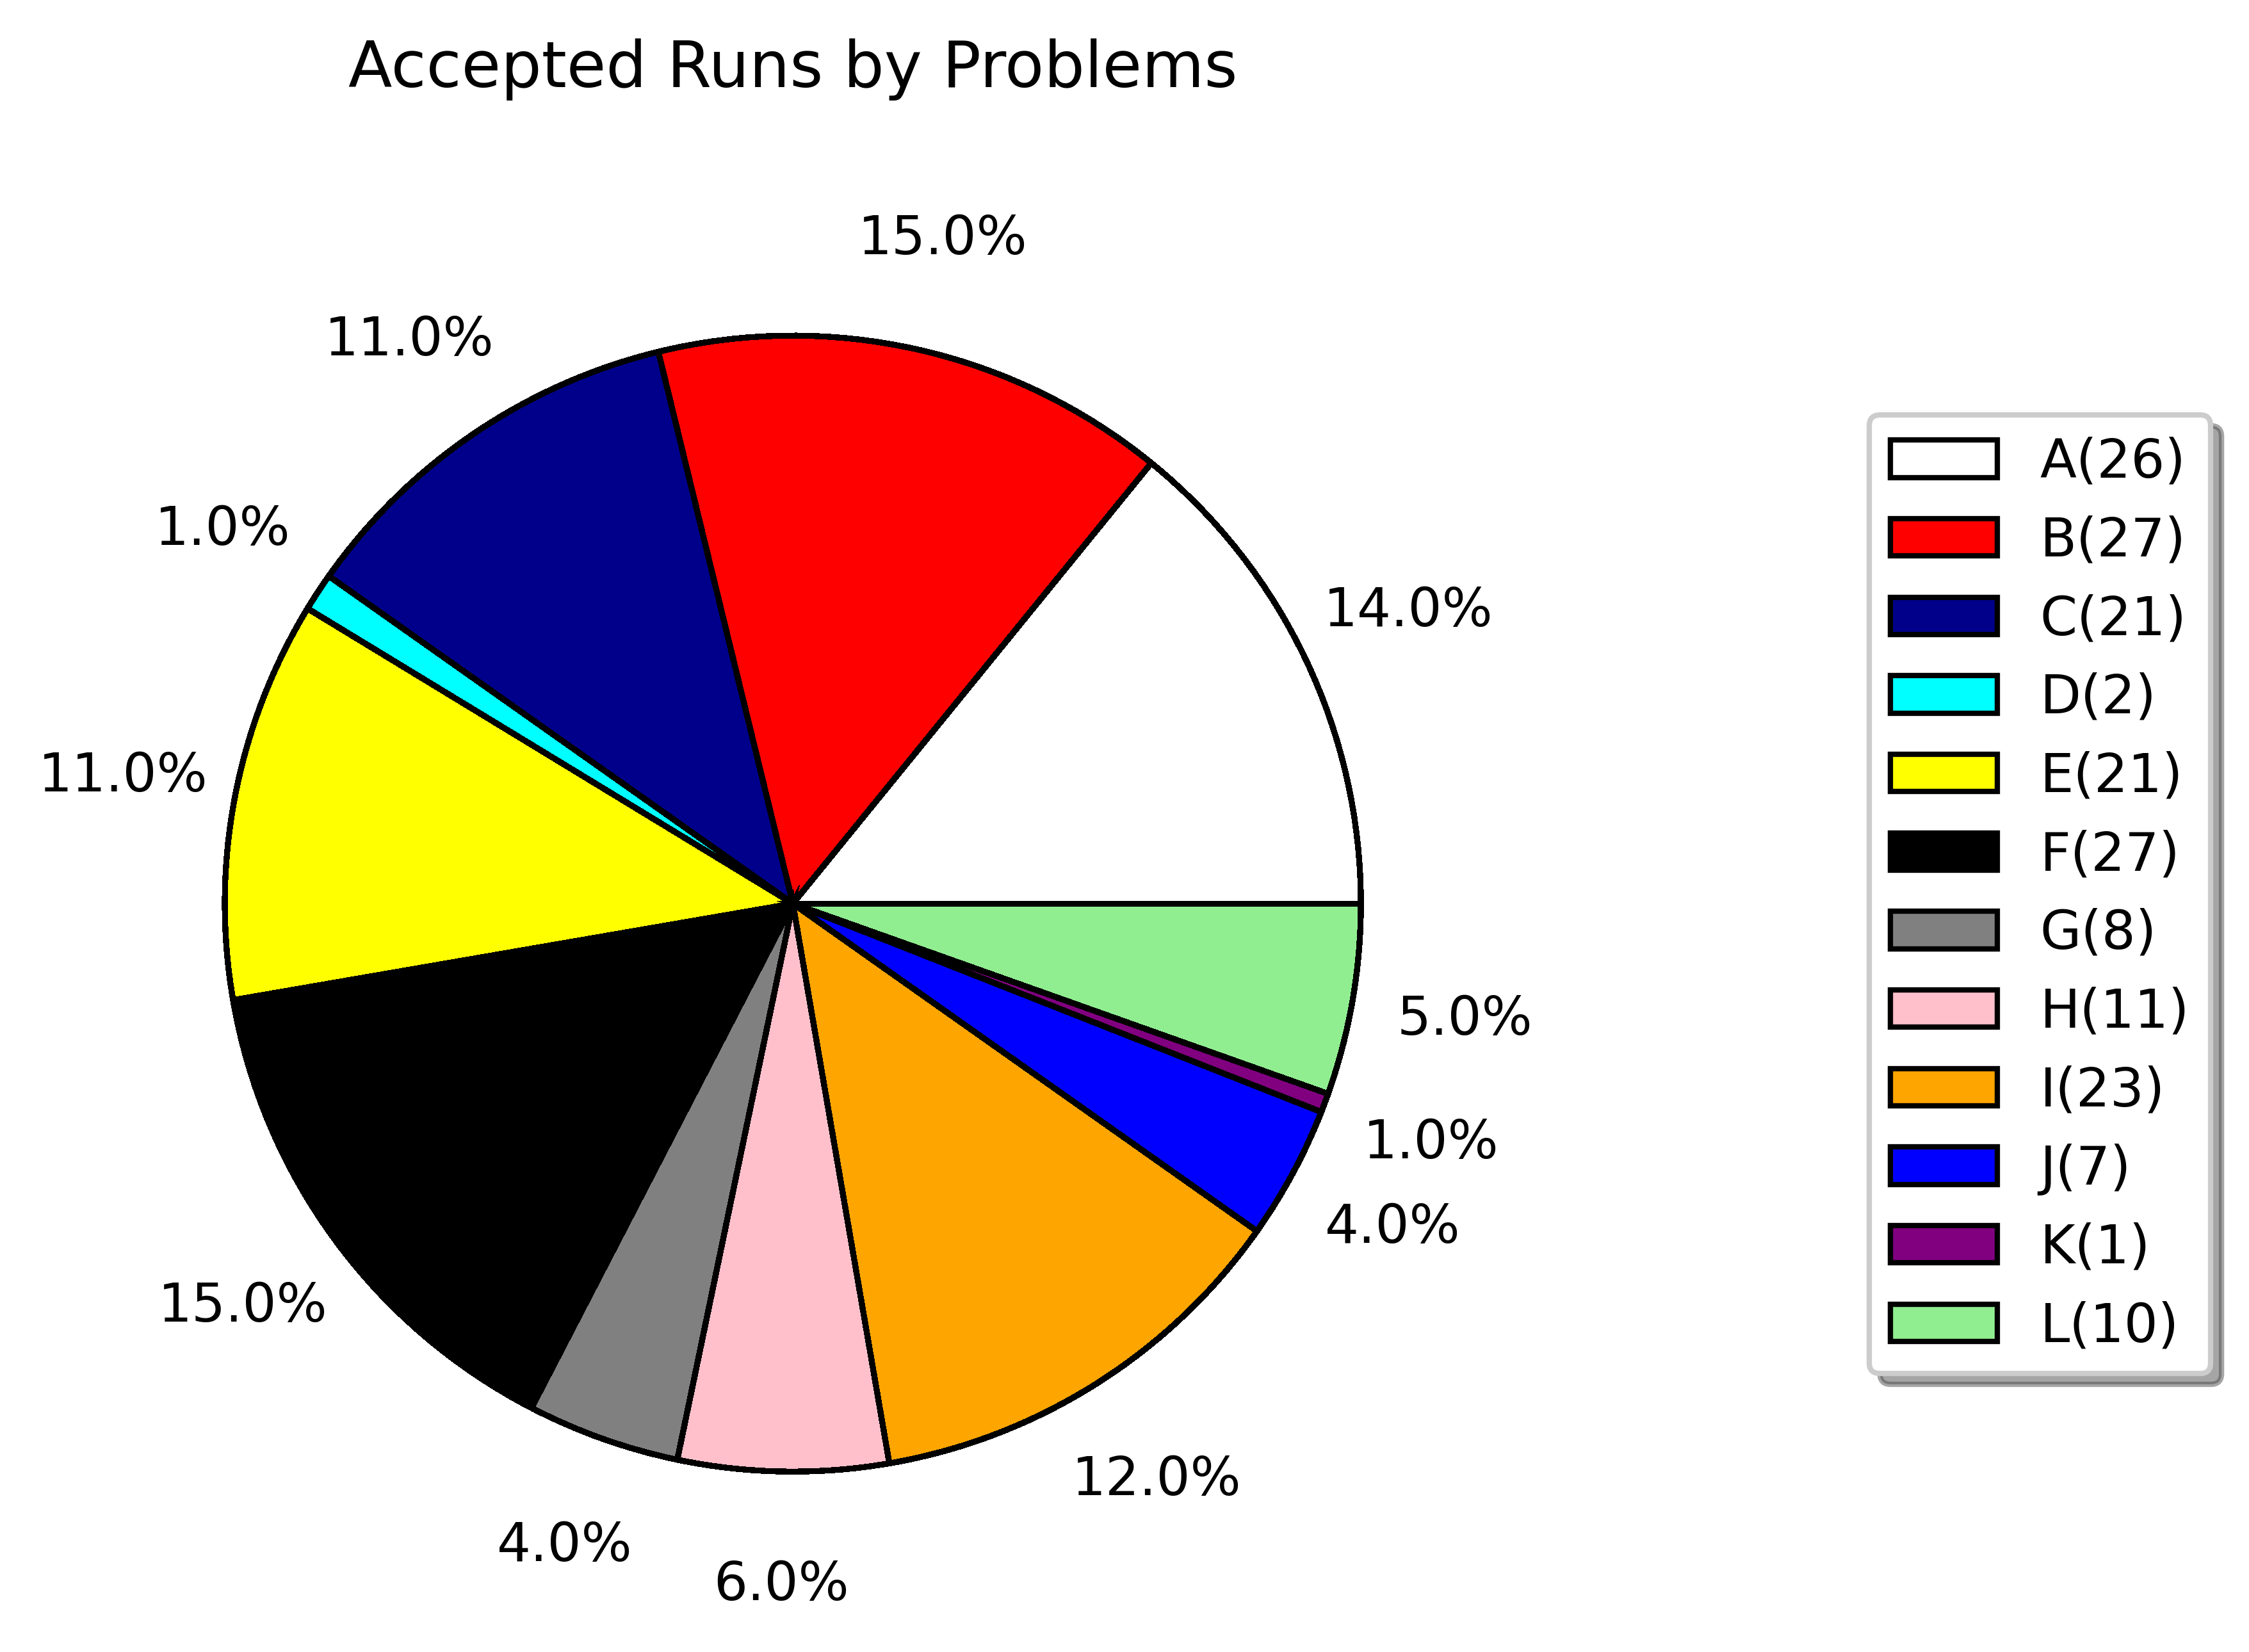 Accepted Runs by Problems
15.0%
11.0%
1.0%
14.0%
11.0%
5.0%
1.0%
4.0%
15.0%
12.0%
4.0%
6.0%
A(26)
B(27)
C(21)
D(2)
E(21)
F(27)
G(8)
H(11)
I(23)
J(7)
K(1)
L(10)